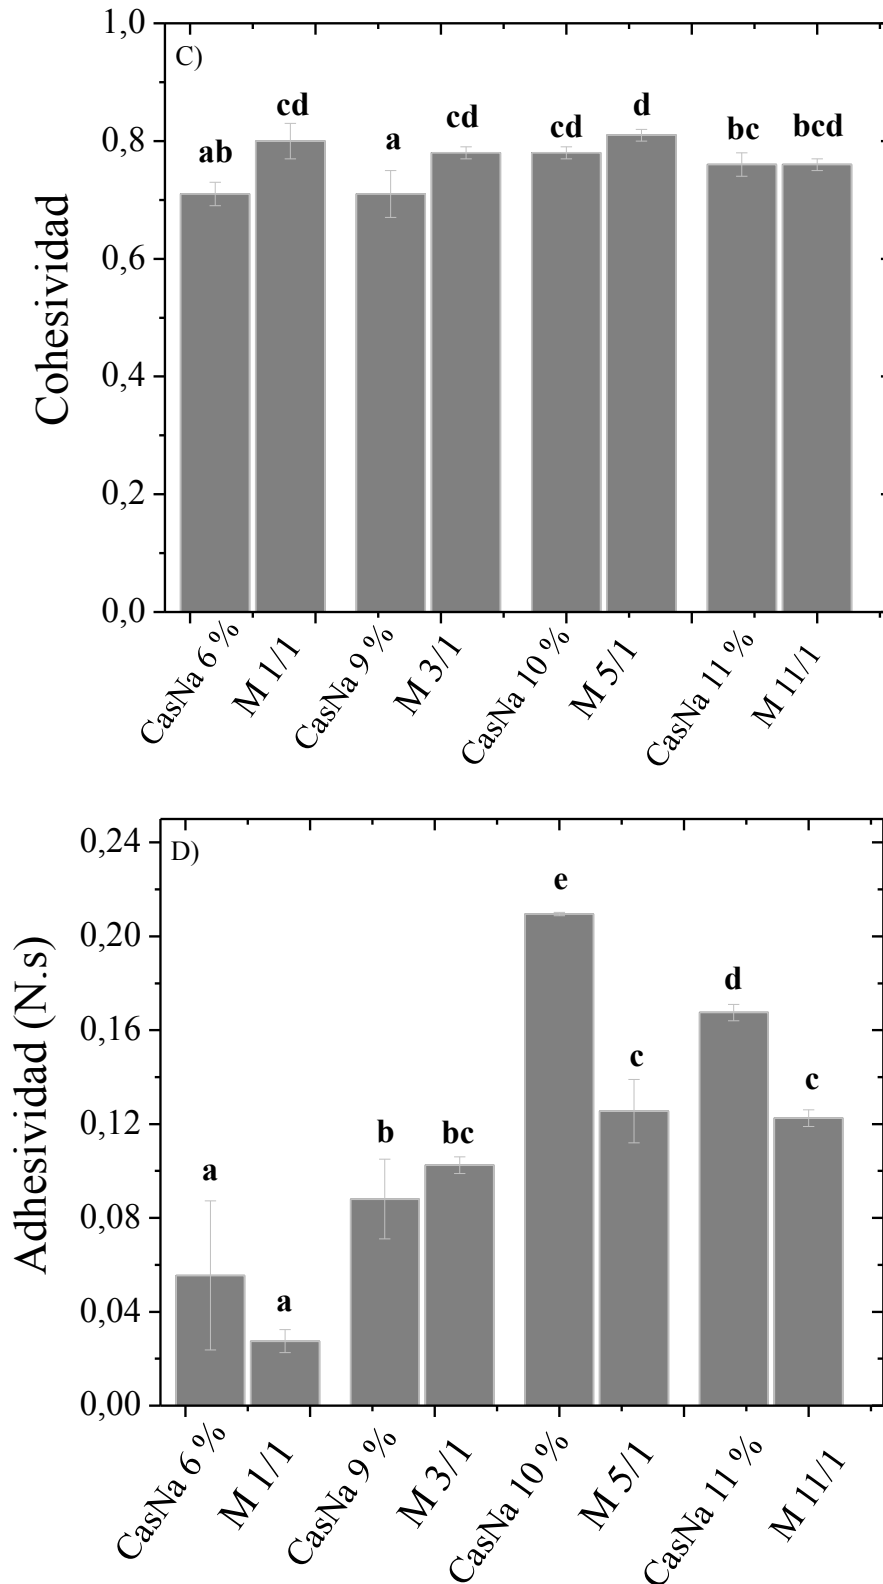 C)
Cohesividad
1,0
0,8
0,6
0,4
0,2
0,0
ab
cd
a
cd
cd
d
bc
bcd
CasNa 6 %
M 1/1
CasNa 9 %
M 3/1
CasNa 10 %
M 5/1
CasNa 11 %
M 11/1
D)
Adhesividad (N.s)
0,24
0,20
0,16
0,12
0,08
0,04
0,00
a
a
b
bc
e
c
d
c
CasNa 6 %
M 1/1
CasNa 9 %
M 3/1
CasNa 10 %
M 5/1
CasNa 11 %
M 11/1